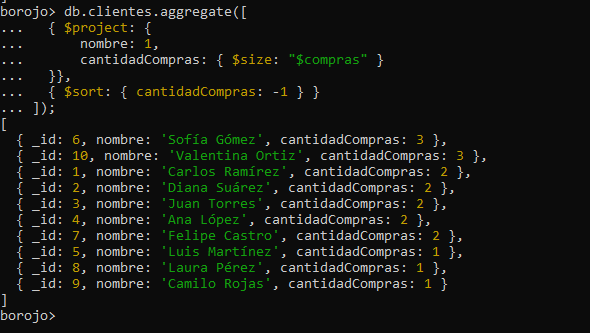 borojo> db.clientes.aggregate([
...   { $project: {
...       nombre: 1,
...       cantidadCompras: { $size: "$compras" }
...   }},
...   { $sort: { cantidadCompras: -1 } }
... ]);
[
  { _id: 6, nombre: 'Sofía Gómez', cantidadCompras: 3 },
  { _id: 10, nombre: 'Valentina Ortiz', cantidadCompras: 3 },
  { _id: 1, nombre: 'Carlos Ramírez', cantidadCompras: 2 },
  { _id: 2, nombre: 'Diana Suárez', cantidadCompras: 2 },
  { _id: 3, nombre: 'Juan Torres', cantidadCompras: 2 },
  { _id: 4, nombre: 'Ana López', cantidadCompras: 2 },
  { _id: 7, nombre: 'Felipe Castro', cantidadCompras: 2 },
  { _id: 5, nombre: 'Luis Martínez', cantidadCompras: 1 },
  { _id: 8, nombre: 'Laura Pérez', cantidadCompras: 1 },
  { _id: 9, nombre: 'Camilo Rojas', cantidadCompras: 1 }
]
borojo>